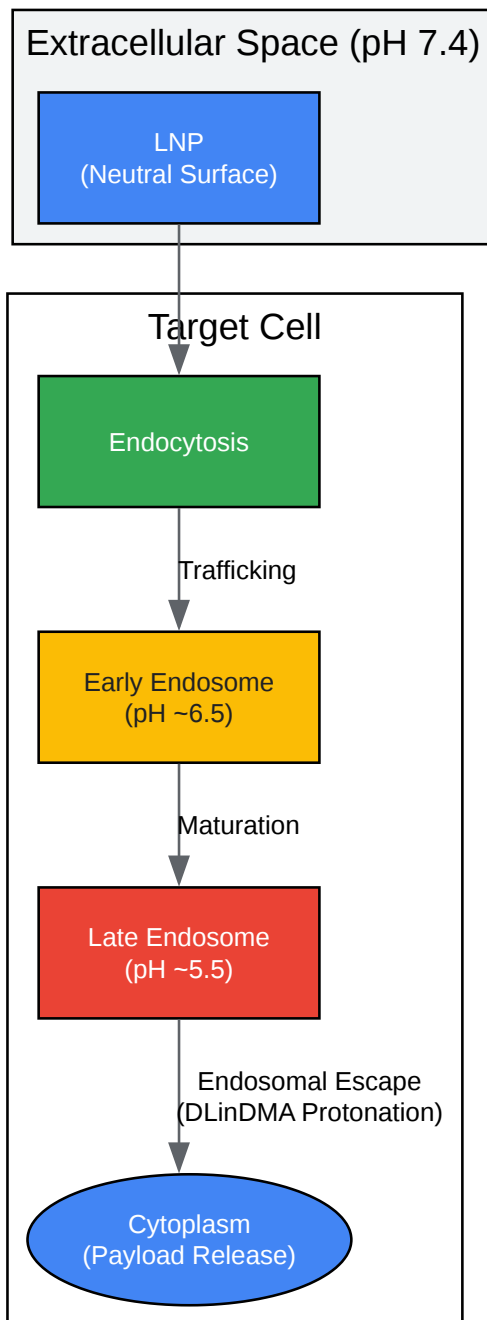 Extracellular Space (pH 7.4)
LNP
(Neutral Surface)
Target Cell
Endocytosis
Trafficking
Early Endosome
(pH ~6.5)
Maturation
Late Endosome
(pH ~5.5)
Endosomal Escape
(DLinDMA Protonation)
Cytoplasm
(Payload Release)